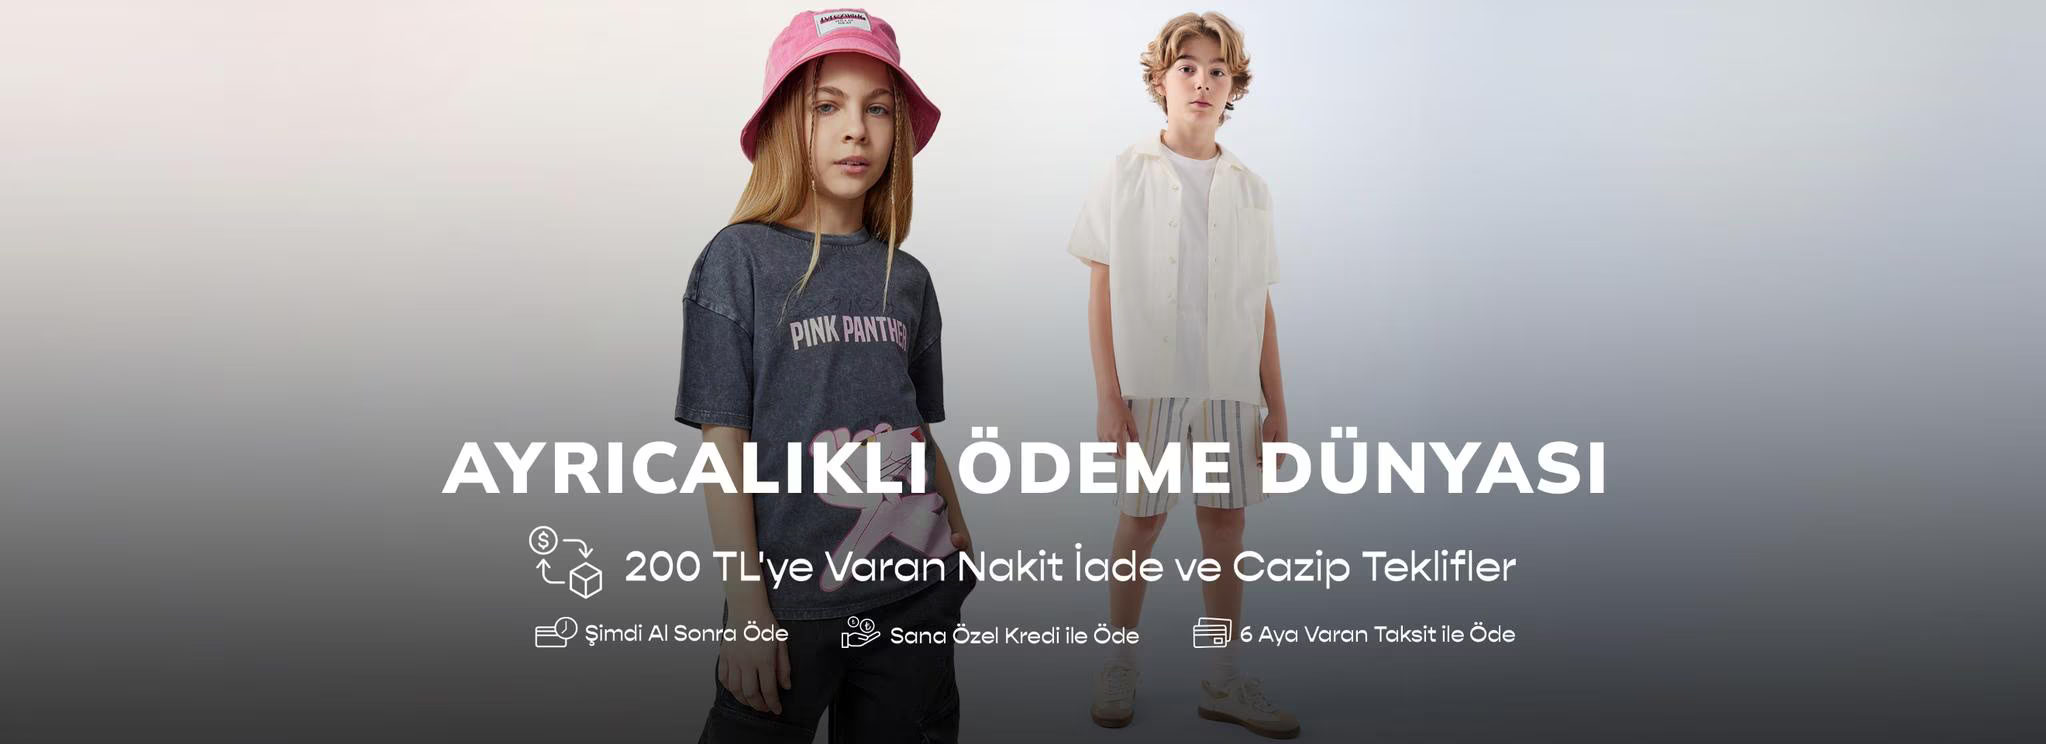 PINK PANTHER
AYRICALIKLI ÖDEME DÜNYASI
200 TL'ye Varan Nakit İade ve Cazip Teklifler
Şimdi Al Sonra Öde
Sana Özel Kredi ile Öde
6 Aya Varan Taksit ile Öde